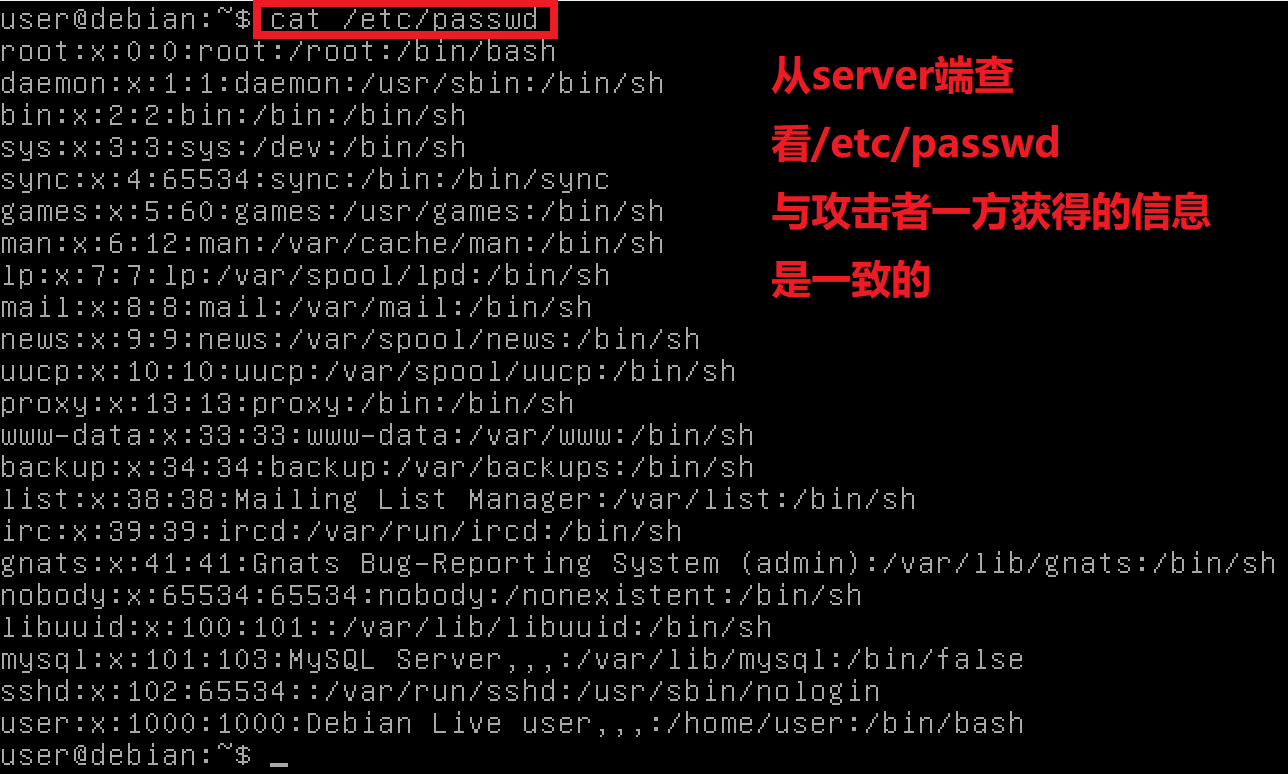 user@debian:~$ cat /etc/passwd
root:x:0:0:root:/root:/bin/bash
daemon:x:1:1:daemon:/usr/sbin:/bin/sh
bin:x:2:2:bin:/bin:/bin/sh
sys:x:3:3:sys:/dev:/bin/sh
sync:x:4:65534:sync:/bin:/bin/sync
games:x:5:60:games:/usr/games:/bin/sh
man:x:6:12:man:/var/cache/man:/bin/sh
lp:x:7:7:lp:/var/spool/lpd:/bin/sh
mail:x:8:8:mail:/var/mail:/bin/sh
news:x:9:9:news:/var/spool/news:/bin/sh
uucp:x:10:10:uucp:/var/spool/uucp:/bin/sh
proxy:x:13:13:proxy:/bin:/bin/sh
www-data:x:33:33:www-data:/var/www:/bin/sh
backup:x:34:34:backup:/var/backups:/bin/sh
list:x:38:38:Mailing List Manager:/var/list:/bin/sh
irc:x:39:39:ircd:/var/run/ircd:/bin/sh
gnats:x:41:41:Gnats Bug-Reporting System (admin):/var/lib/gnats:/bin/sh
nobody:x:65534:65534:nobody:/nonexistent:/bin/sh
libuuid:x:100:101::/var/lib/libuuid:/bin/sh
mysql:x:101:103:MySQL Server,,,:/var/lib/mysql:/bin/false
sshd:x:102:65534::/var/run/sshd:/usr/sbin/nologin
user:x:1000:1000:Debian Live user,,,:/home/user:/bin/bash
user@debian:~$ _
从server端查
看/etc/passwd
与攻击者一方获得的信息
是一致的